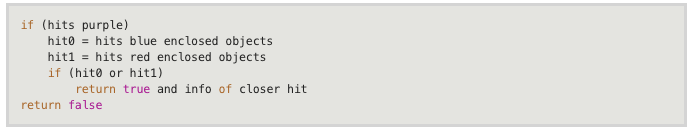 if (hits purple)
    hit0 = hits blue enclosed objects
    hit1 = hits red enclosed objects
    if (hit0 or hit1)
        return true and info of closer hit
return false